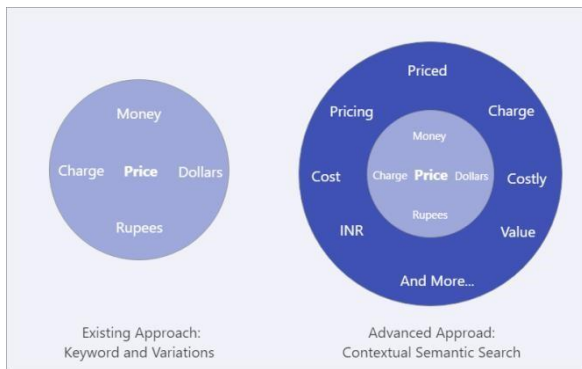 Money
Charge Price Dollars
Rupees
Existing Approach:
Keyword and Variations
Priced
Pricing Charge
Money
Cost Charge Price Dollars Costly
Rupees
INR Value
And More...
Advanced Approad:
Contextual Semantic Search